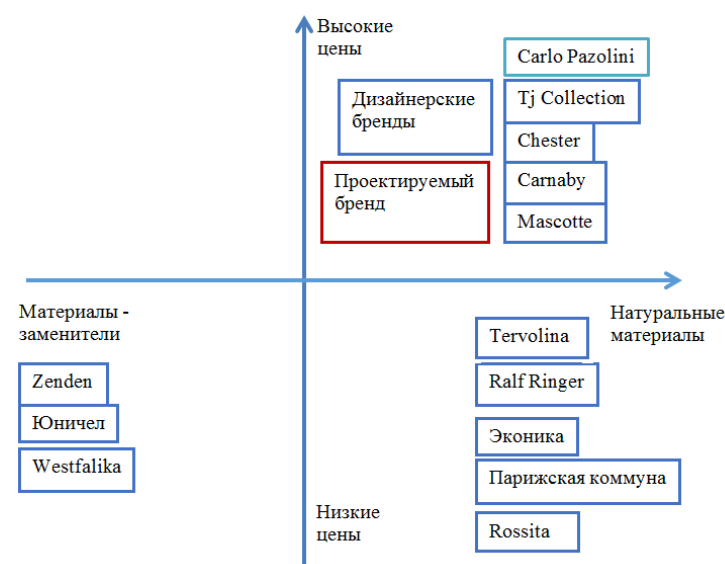 Высокие
цены
Carlo Pazolini
Дизайнерские
бренды
Tj Collection
Chester
Проектируемый
бренд
Carnaby
Mascotte
Материалы -
заменители
Натуральные
материалы
Tervolina
Zenden
Ralf Ringer
Юничел
Эконика
Westfalika
Парижская коммуна
Низкие
цены
Rossita